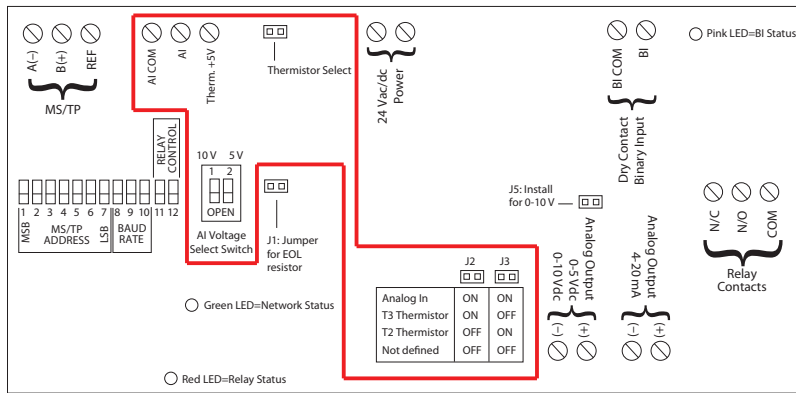 A(-)
B(+)
REF
MS/TP
AI COM
AI
Therm. +5V
Thermistor Select
24 Vac/dc
Power
BI COM
BI
Dry Contact
Binary Input
Pink LED=BI Status
RELAY
CONTROL
1 2 3 4 5 6 7 8 9 10 11 12
MSB
MS/TP
ADDRESS
LSB
BAUD
RATE
10 V 5 V
1 2
OPEN
AI Voltage
Select Switch
J1: Jumper
for EOL
resistor
J5: Install
for 0-10 V
Analog Output
0-5 Vdc
0-10 Vdc
(-)
(+)
Analog Output
4-20 mA
(-)
(+)
N/C
N/O
COM
Relay
Contacts
Green LED=Network Status
Red LED=Relay Status
J2 J3
Analog In ON ON
T3 Thermistor ON OFF
T2 Thermistor OFF ON
Not defined OFF OFF